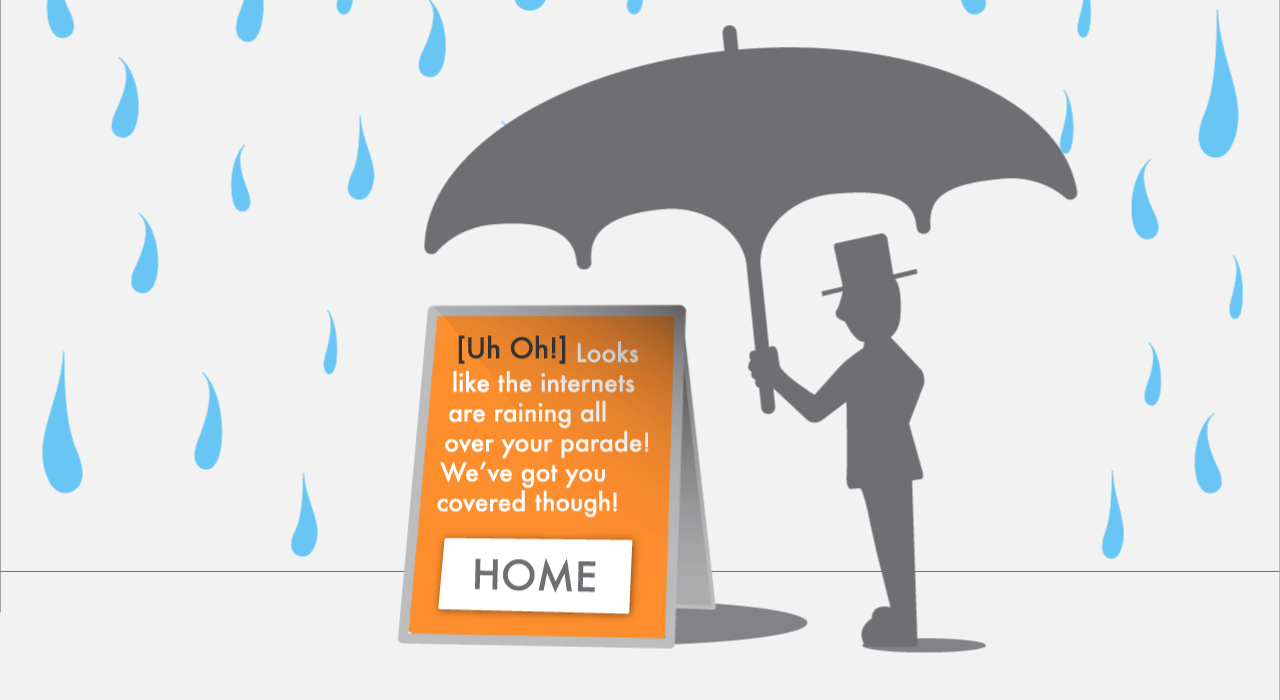 [Uh Oh!] Looks
like the internets
are raining all
over your parade!
We've got you
covered though!
HOME